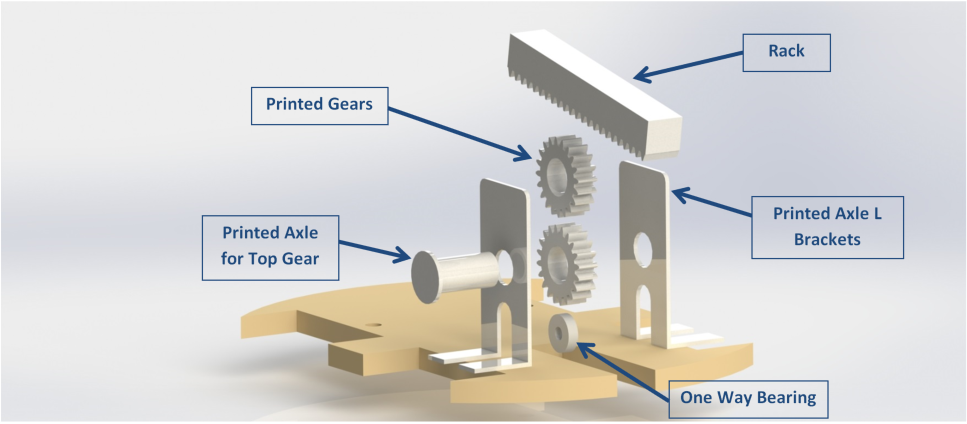 Rack
Printed Gears
Printed Axle L
Brackets
Printed Axle
for Top Gear
One Way Bearing